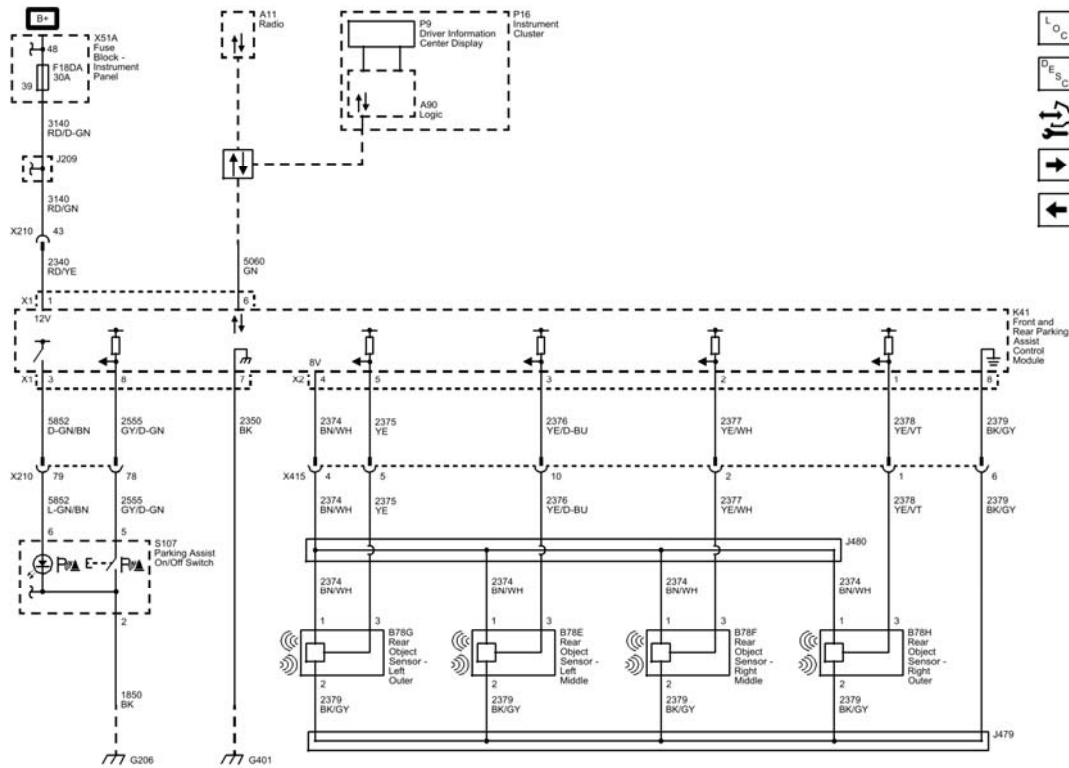 B+
X51A
Fuse
Block -
Instrument
Panel
48
F18DA
30A
39
A11
Radio
P9
Driver Information
Center Display
P16
Instrument
Cluster
A90
Logic
L O C
D E S C
3140
RD/D-GN
J209
3140
RD/GN
X210 43
2340
RD/YE
5060
GN
X1 1 6
12V
8V
K41
Front and
Rear Parking
Assist
Control
Module
X1 3 8 7 X2 4 5 3 2 1 8
5852
D-GN/BN
2555
GY/D-GN
2350
BK
2374
BN/WH
2375
YE
2376
YE/D-BU
2377
YE/WH
2378
YE/VT
2379
BK/GY
X210 79 78 X415 4 5 10 2 1 6
5852
L-GN/BN
2555
GY/D-GN
2374
BN/WH
2375
YE
2376
YE/D-BU
2377
YE/WH
2378
YE/VT
2379
BK/GY
6 5
S107
Parking Assist
On/Off Switch
P P
2
J480
2374
BN/WH
2374
BN/WH
2374
BN/WH
2374
BN/WH
1 3 1 3 1 3 1 3
B78G
Rear
Object
Sensor -
Left
Outer
B78E
Rear
Object
Sensor -
Left
Middle
B78F
Rear
Object
Sensor -
Right
Middle
B78H
Rear
Object
Sensor -
Right
Outer
2 2 2 2
2379
BK/GY
2379
BK/GY
2379
BK/GY
2379
BK/GY
1850
BK
J479
G206
G401